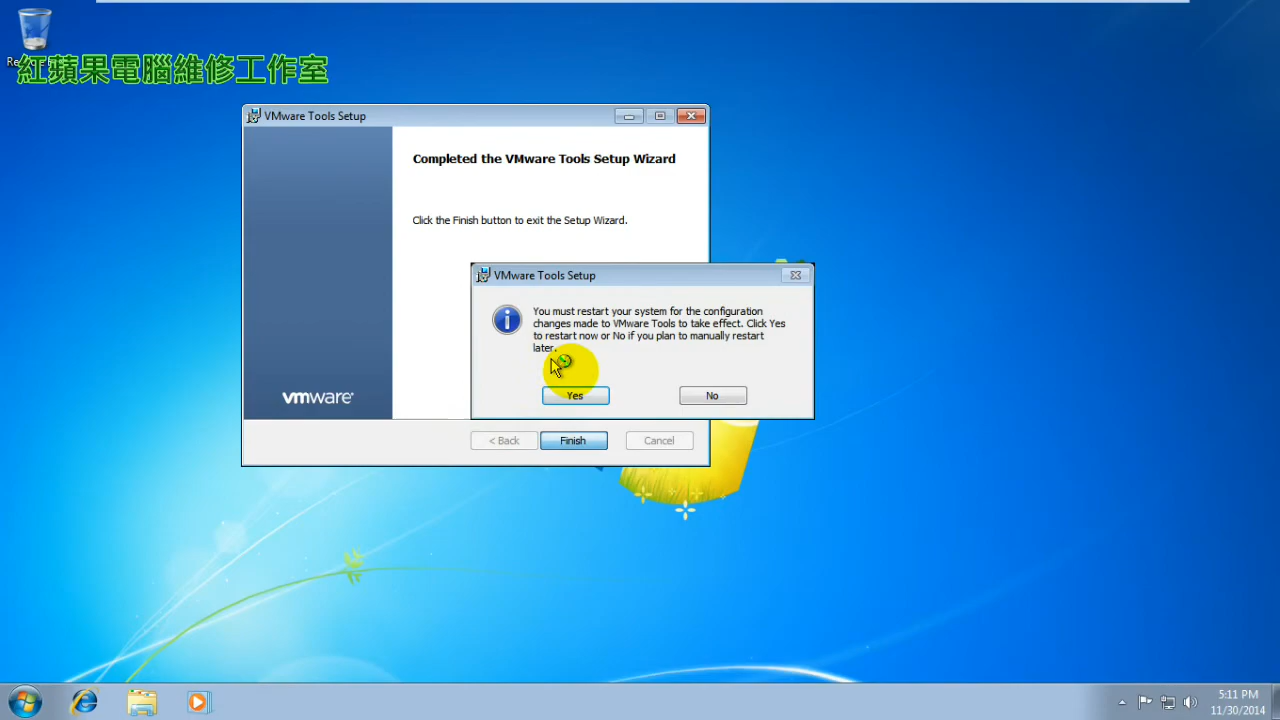 Re
紅蘋果電腦維修工作室
VMware Tools Setup
Completed the VMware Tools Setup Wizard
Click the Finish button to exit the Setup Wizard.
VMware Tools Setup
You must restart your system for the configuration
changes made to VMware Tools to take effect. Click Yes
to restart now or No if you plan to manually restart
later.
Yes
No
vmware®
< Back
Finish
Cancel
5:11 PM
11/30/2014